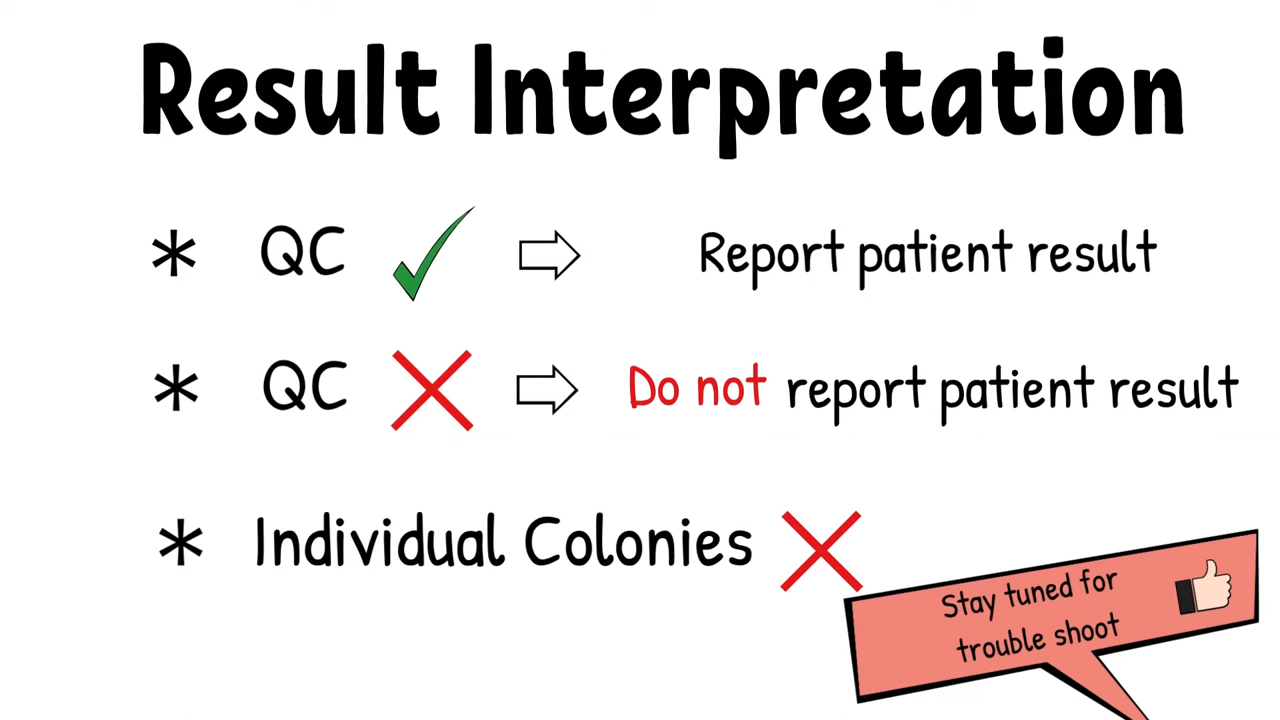 Result Interpretation
* QC Report patient result
* QC Do not report patient result
* Individual Colonies
Stay tuned for
trouble shoot